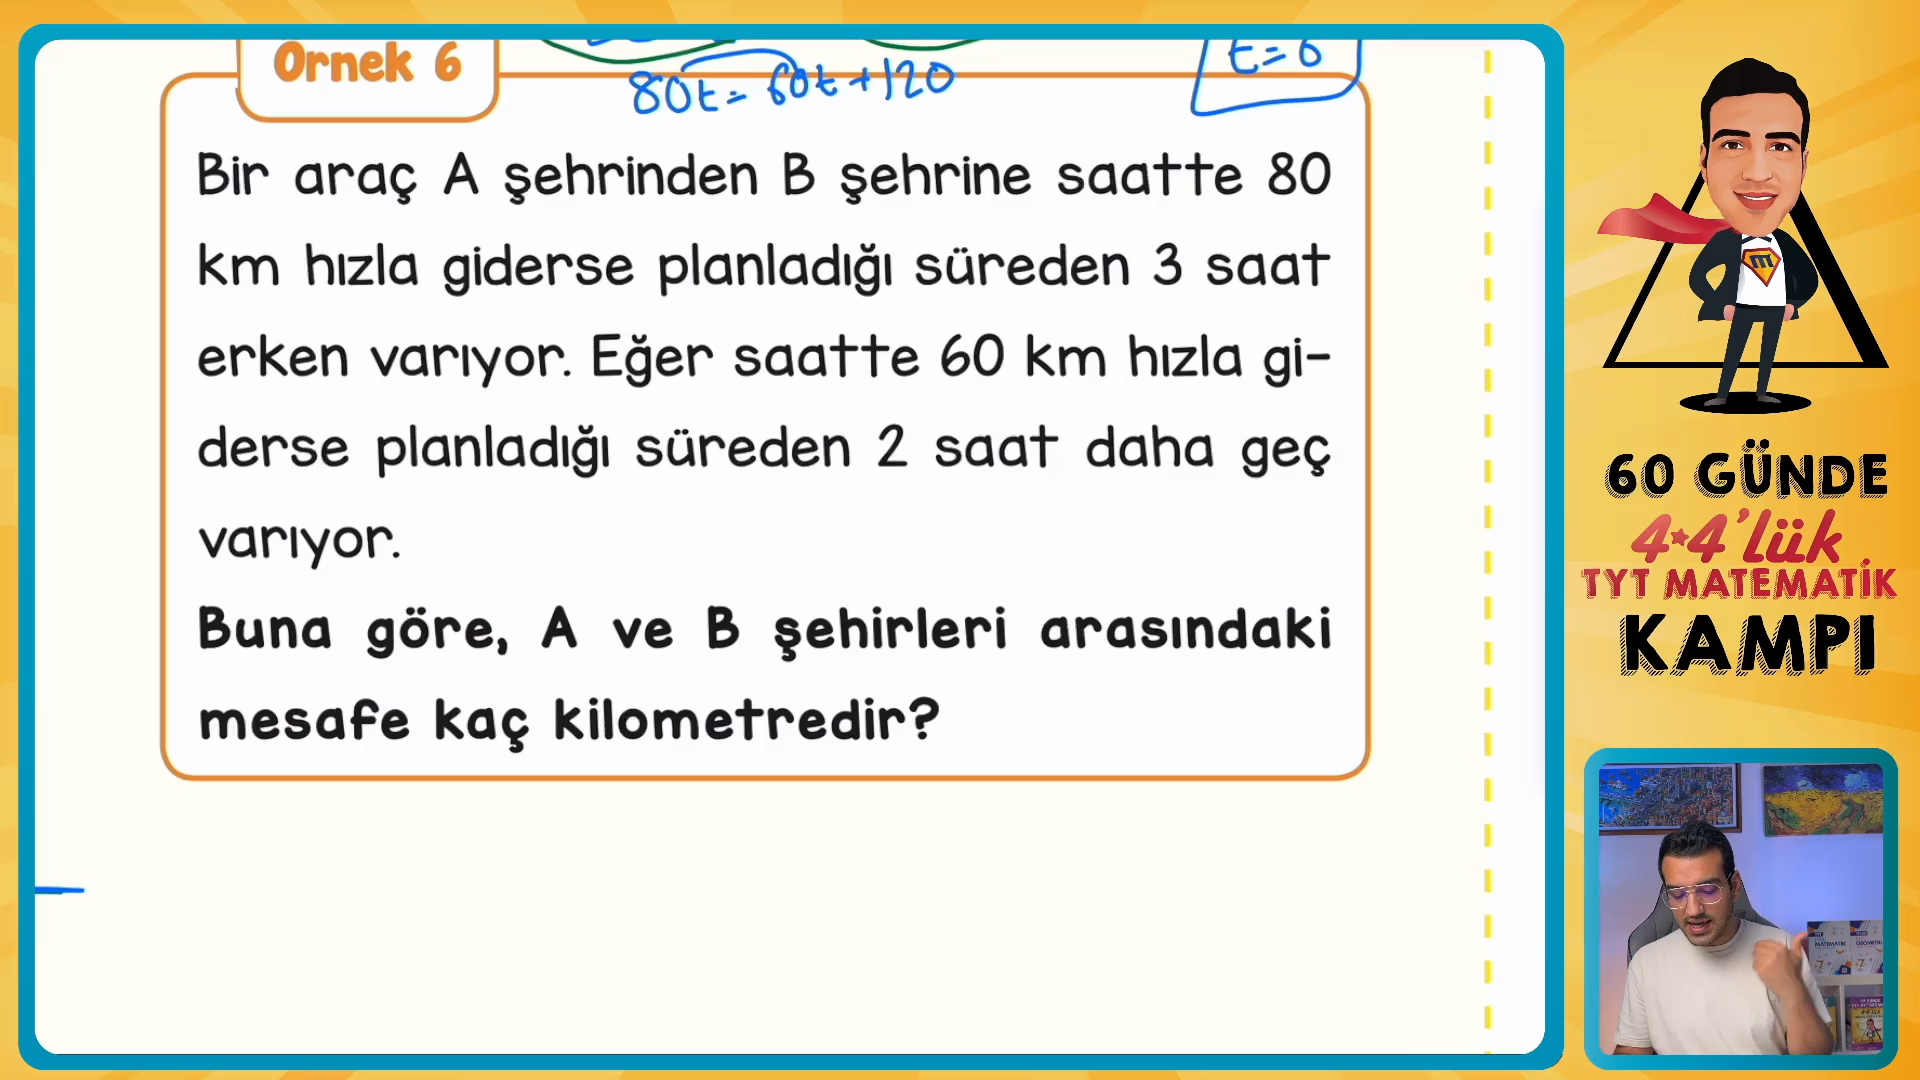 Örnek 6
80t = 60t + 120
t = 6
Bir araç A şehrinden B şehrine saatte 80
km hızla giderse planladığı süreden 3 saat
erken varıyor. Eğer saatte 60 km hızla gi-
derse planladığı süreden 2 saat daha geç
varıyor.
Buna göre, A ve B şehirleri arasındaki
mesafe kaç kilometredir?
m
60 GÜNDE
4★4'lük
TYT MATEMATİK
KAMPI
MATEMATİK
GEOMETRİ